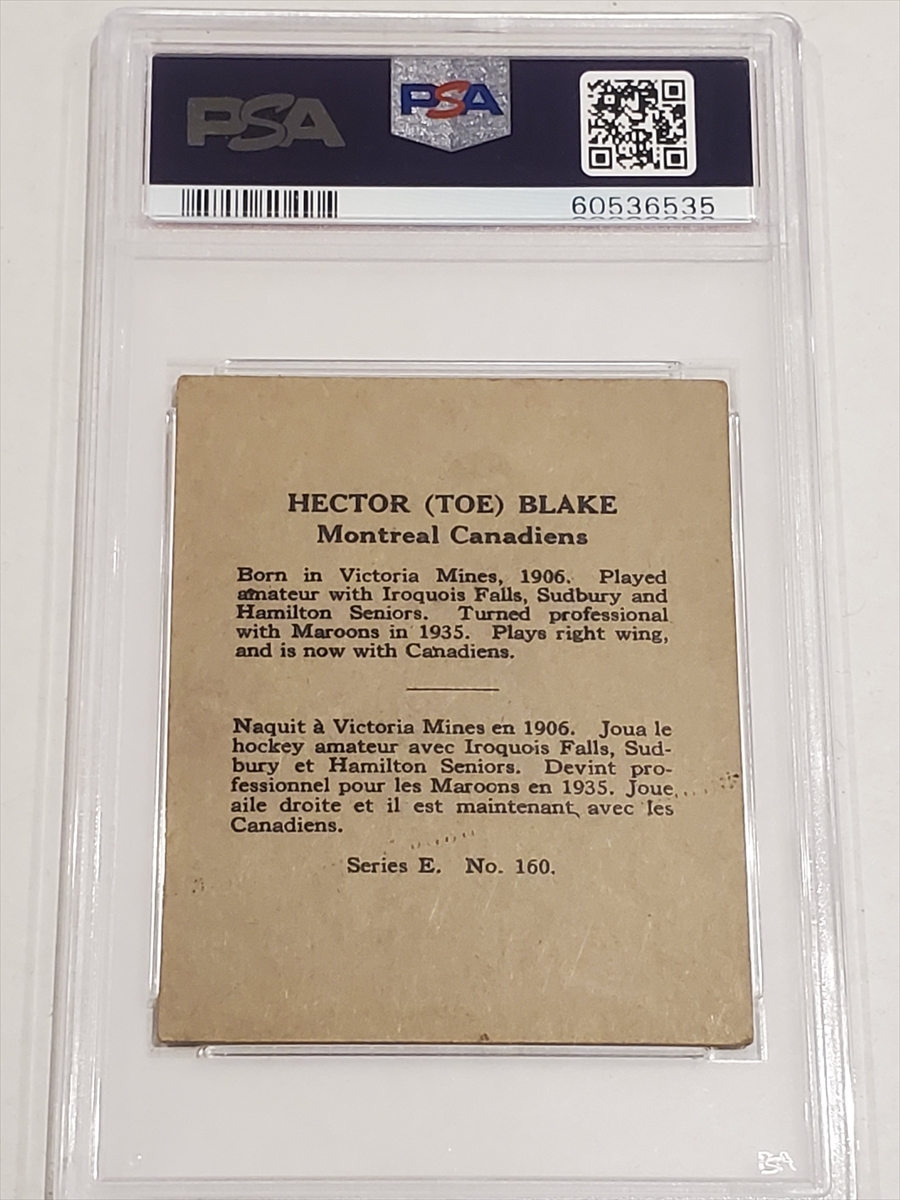 PSA
PSA
60536535
HECTOR (TOE) BLAKE
Montreal Canadiens
Born in Victoria Mines, 1906. Played
amateur with Iroquois Falls, Sudbury and
Hamilton Seniors. Turned professional
with Maroons in 1935. Plays right wing,
and is now with Canadiens.
Naquit à Victoria Mines en 1906. Joua le
hockey amateur avec Iroquois Falls, Sud-
bury et Hamilton Seniors. Devint pro-
fessionnel pour les Maroons en 1935. Joue
aile droite et il est maintenant avec les
Canadiens.
Series E. No. 160.
PSA